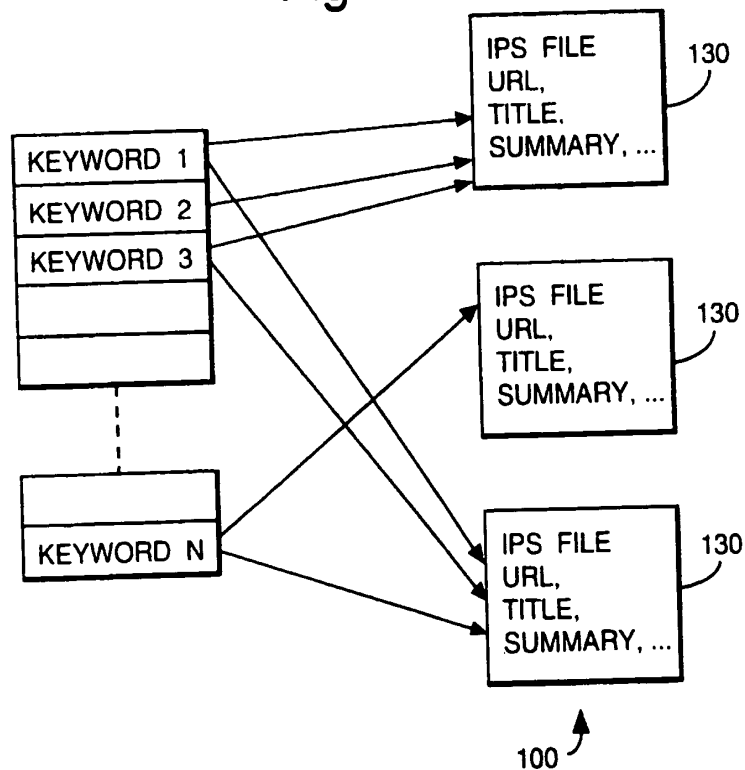 Fig
KEYWORD 1
KEYWORD 2
KEYWORD 3
KEYWORD N
IPS FILE
URL,
TITLE,
SUMMARY, ...
130
IPS FILE
URL,
TITLE,
SUMMARY, ...
130
IPS FILE
URL,
TITLE,
SUMMARY, ...
130
100